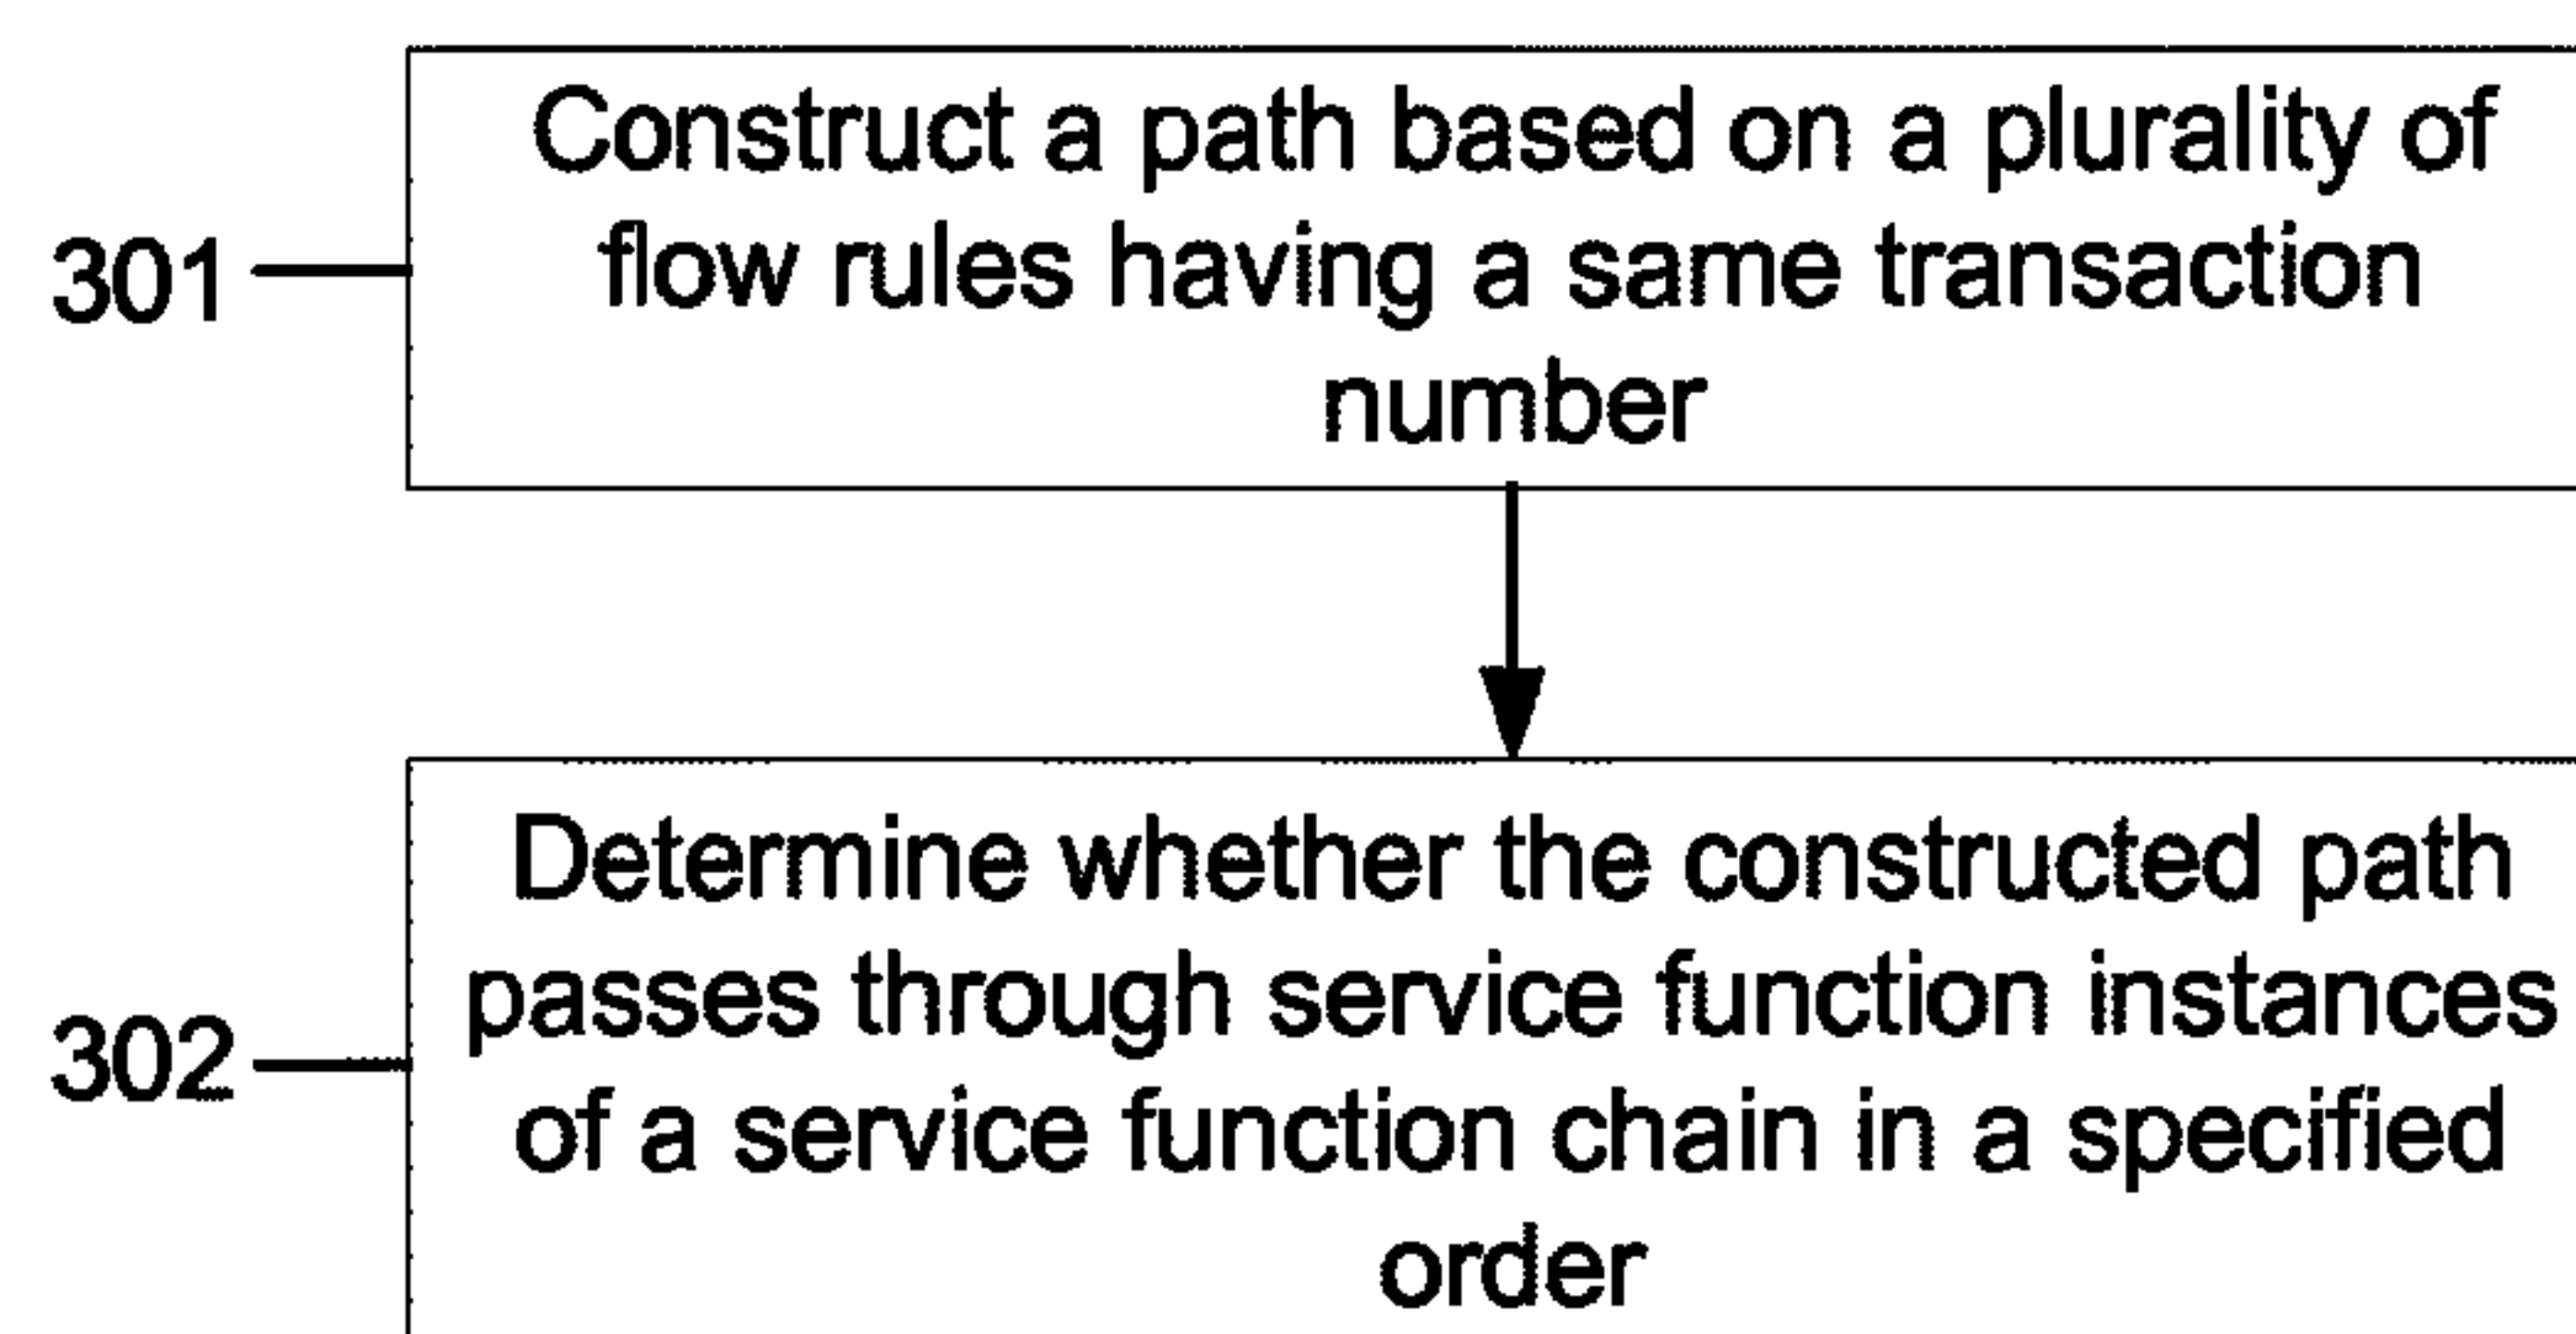 Construct a path based on a plurality of
flow rules having a same transaction
number
301
Determine whether the constructed path
passes through service function instances
of a service function chain in a specified
order
302